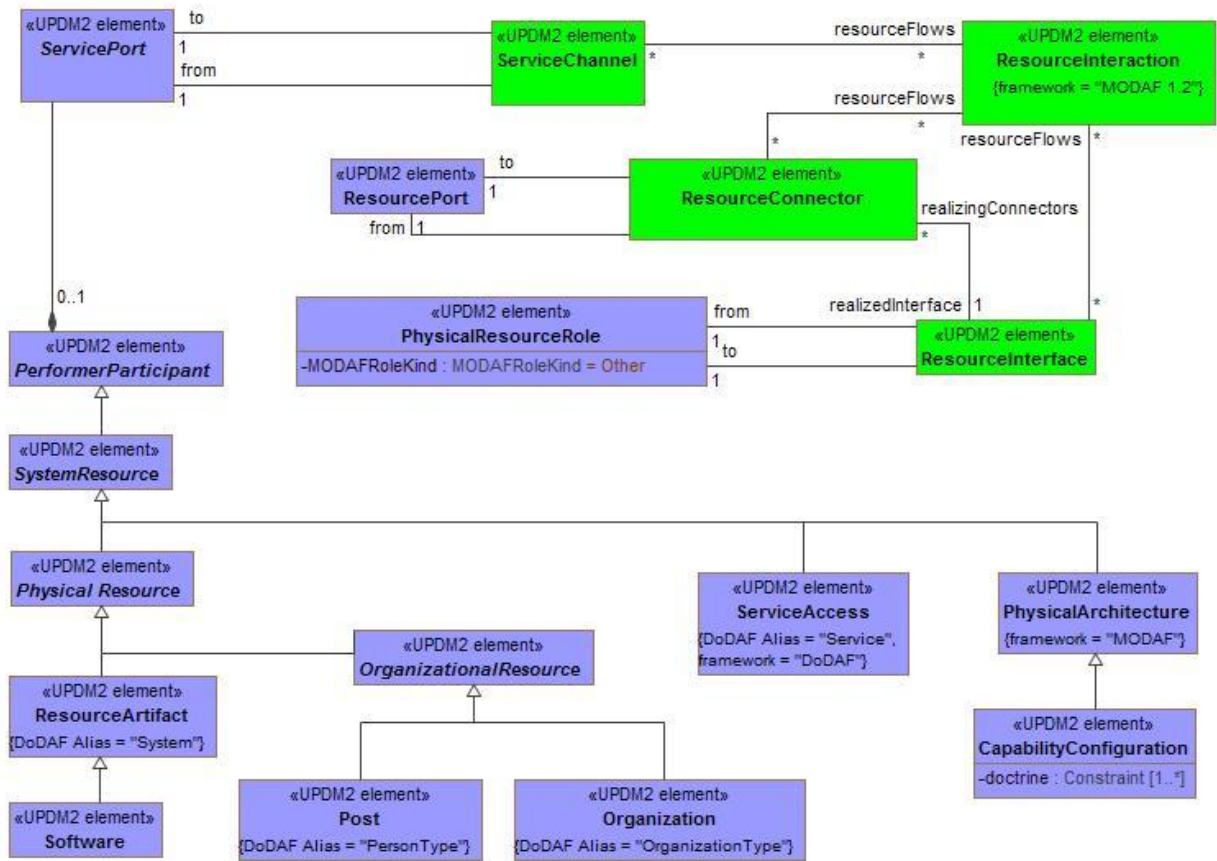 «UPDM2 element»
ServicePort
to
1
from
1
«UPDM2 element»
ServiceChannel
resourceFlows
*
*
«UPDM2 element»
ResourceInteraction
{framework = "MODAF 1.2"}
resourceFlows
*
*
resourceFlows
*
«UPDM2 element»
ResourcePort
to
1
from
1
«UPDM2 element»
ResourceConnector
realizingConnectors
*
0..1
«UPDM2 element»
PhysicalResourceRole
-MODAFRoleKind : MODAFRoleKind = Other
from
1
to
1
realizedInterface
1
*
«UPDM2 element»
ResourceInterface
«UPDM2 element»
PerformerParticipant
«UPDM2 element»
SystemResource
«UPDM2 element»
Physical Resource
«UPDM2 element»
ServiceAccess
{DoDAF Alias = "Service",
framework = "DoDAF"}
«UPDM2 element»
PhysicalArchitecture
{framework = "MODAF"}
«UPDM2 element»
OrganizationalResource
«UPDM2 element»
ResourceArtifact
{DoDAF Alias = "System"}
«UPDM2 element»
CapabilityConfiguration
-doctrine : Constraint [1..*]
«UPDM2 element»
Software
«UPDM2 element»
Post
{DoDAF Alias = "PersonType"}
«UPDM2 element»
Organization
{DoDAF Alias = "OrganizationType"}